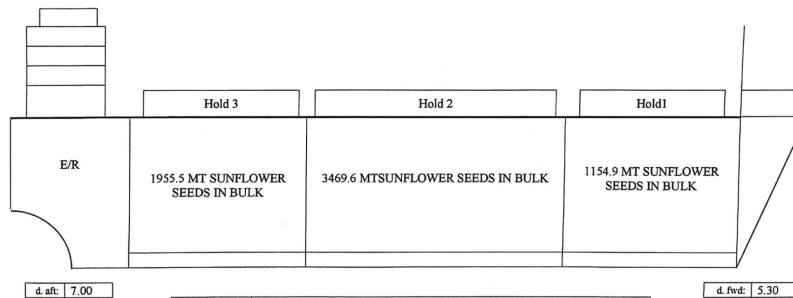 Hold 3
Hold 2
Hold1
E/R
1955.5 MT SUNFLOWER
SEEDS IN BULK
3469.6 MTSUNFLOWER SEEDS IN BULK
1154.9 MT SUNFLOWER
SEEDS IN BULK
d. aft: 7.00
d. fwd: 5.30